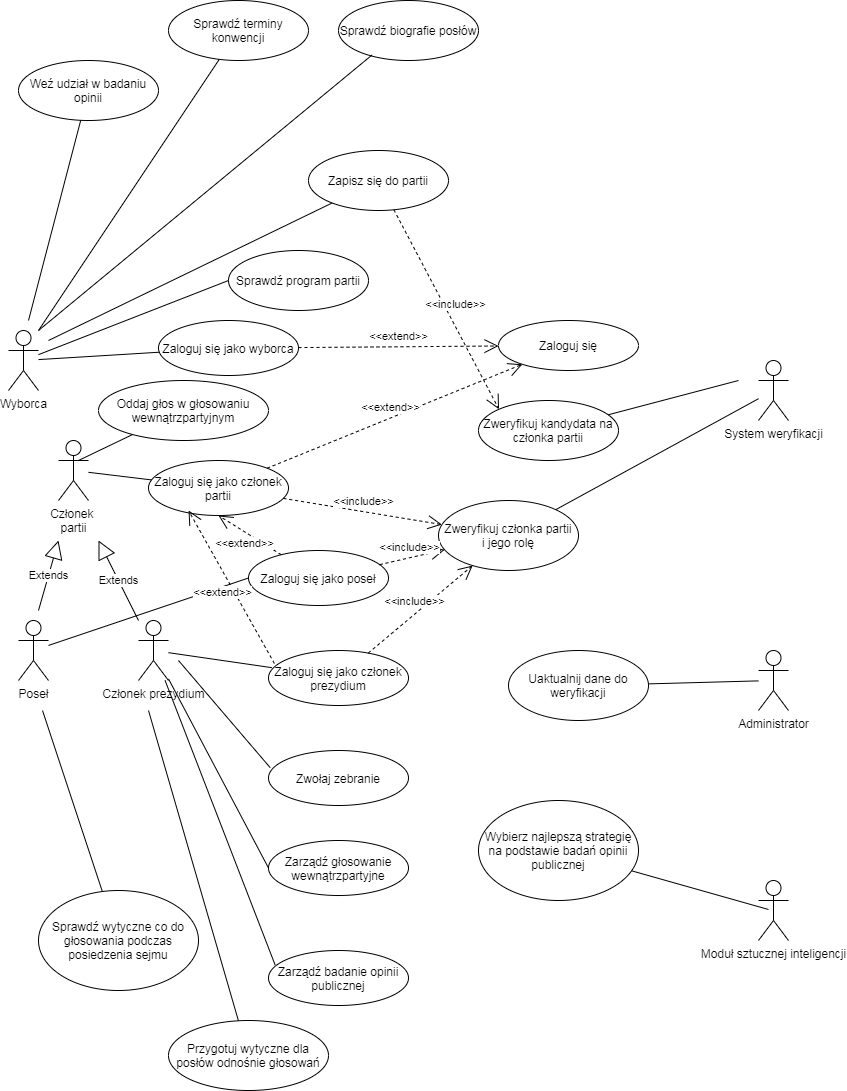 Sprawdź terminy
konwencji
Sprawdź biografie posłów
Weź udział w badaniu
opinii
Zapisz się do partii
Sprawdź program partii
<<include>>
<<extend>>
Zaloguj się jako wyborca
Zaloguj się
Wyborca
Oddaj głos w głosowaniu
wewnątrzpartyjnym
<<extend>>
Zweryfikuj kandydata na
członka partii
System weryfikacji
Zaloguj się jako członek
partii
Członek
partii
<<include>>
Zweryfikuj członka partii
i jego rolę
<<extend>>
<<include>>
Extends
Extends
Zaloguj się jako poseł
<<extend>>
<<include>>
Zaloguj się jako członek
prezydium
Uaktualnij dane do
weryfikacji
Poseł
Członek prezydium
Administrator
Zwołaj zebranie
Wybierz najlepszą strategię
na podstawie badań opinii
publicznej
Zarządź głosowanie
wewnątrzpartyjne
Sprawdź wytyczne co do
głosowania podczas
posiedzenia sejmu
Moduł sztucznej inteligencji
Zarządź badanie opinii
publicznej
Przygotuj wytyczne dla
posłów odnośnie głosowań